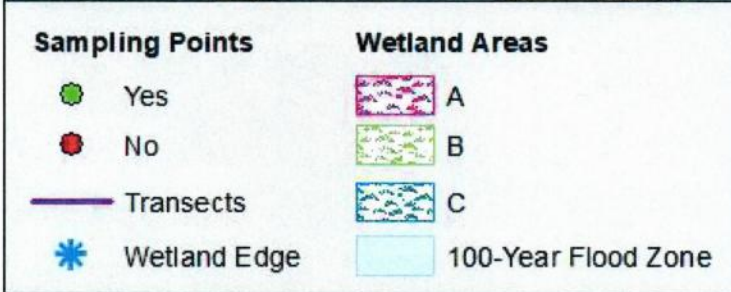 Sampling Points
Yes
No
Transects
Wetland Edge
Wetland Areas
A
B
C
100-Year Flood Zone